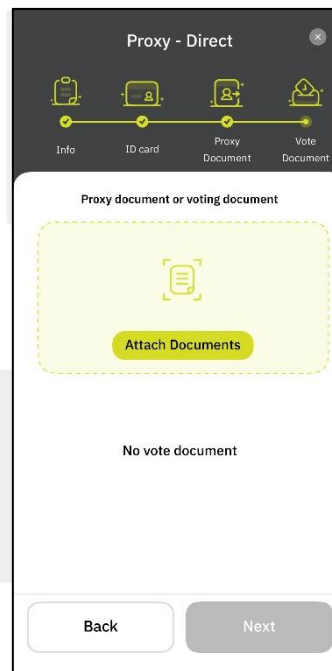 Proxy - Direct
Info
ID card
Proxy
Document
Vote
Document
Proxy document or voting document
Attach Documents
No vote document
Back
Next